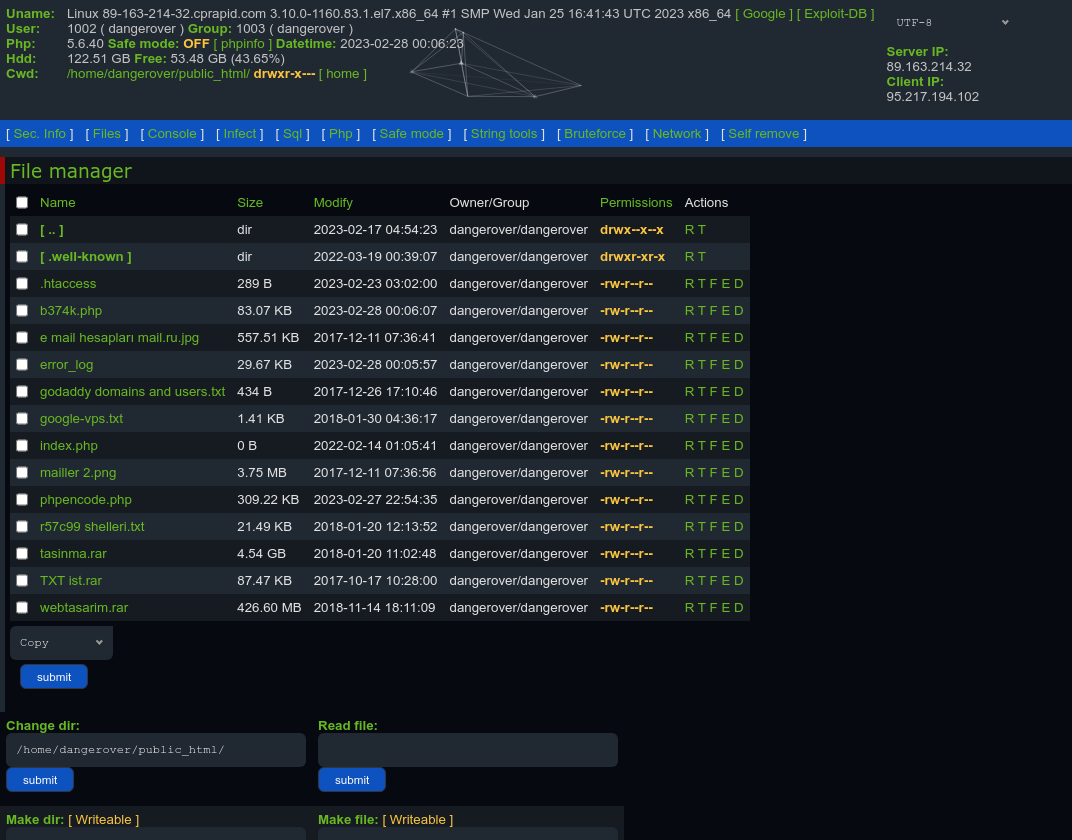 Uname: Linux 89-163-214-32.cprapid.com 3.10.0-1160.83.1.el7.x86_64 #1 SMP Wed Jan 25 16:41:43 UTC 2023 x86_64 [ Google ] [ Exploit-DB ]
UTF-8
User: 1002 ( dangerover ) Group: 1003 ( dangerover )
Php: 5.6.40 Safe mode: OFF [ phpinfo ] Datetime: 2023-02-28 00:06:23
Hdd: 122.51 GB Free: 53.48 GB (43.65%)
Cwd: /home/dangerover/public_html/ drwxr-x--- [ home ]
Server IP:
89.163.214.32
Client IP:
95.217.194.102
[ Sec. Info ] [ Files ] [ Console ] [ Infect ] [ Sql ] [ Php ] [ Safe mode ] [ String tools ] [ Bruteforce ] [ Network ] [ Self remove ]
File manager
Name Size Modify Owner/Group Permissions Actions
[ .. ] dir 2023-02-17 04:54:23 dangerover/dangerover drwx--x--x R T
[ .well-known ] dir 2022-03-19 00:39:07 dangerover/dangerover drwxr-xr-x R T
.htaccess 289 B 2023-02-23 03:02:00 dangerover/dangerover -rw-r--r-- R T F E D
b374k.php 83.07 KB 2023-02-28 00:06:07 dangerover/dangerover -rw-r--r-- R T F E D
e mail hesapları mail.ru.jpg 557.51 KB 2017-12-11 07:36:41 dangerover/dangerover -rw-r--r-- R T F E D
error_log 29.67 KB 2023-02-28 00:05:57 dangerover/dangerover -rw-r--r-- R T F E D
godaddy domains and users.txt 434 B 2017-12-26 17:10:46 dangerover/dangerover -rw-r--r-- R T F E D
google-vps.txt 1.41 KB 2018-01-30 04:36:17 dangerover/dangerover -rw-r--r-- R T F E D
index.php 0 B 2022-02-14 01:05:41 dangerover/dangerover -rw-r--r-- R T F E D
mailler 2.png 3.75 MB 2017-12-11 07:36:56 dangerover/dangerover -rw-r--r-- R T F E D
phpencode.php 309.22 KB 2023-02-27 22:54:35 dangerover/dangerover -rw-r--r-- R T F E D
r57c99 shelleri.txt 21.49 KB 2018-01-20 12:13:52 dangerover/dangerover -rw-r--r-- R T F E D
tasinma.rar 4.54 GB 2018-01-20 11:02:48 dangerover/dangerover -rw-r--r-- R T F E D
TXT ist.rar 87.47 KB 2017-10-17 10:28:00 dangerover/dangerover -rw-r--r-- R T F E D
webtasarim.rar 426.60 MB 2018-11-14 18:11:09 dangerover/dangerover -rw-r--r-- R T F E D
Copy
submit
Change dir: Read file:
/home/dangerover/public_html/
submit submit
Make dir: [ Writeable ] Make file: [ Writeable ]